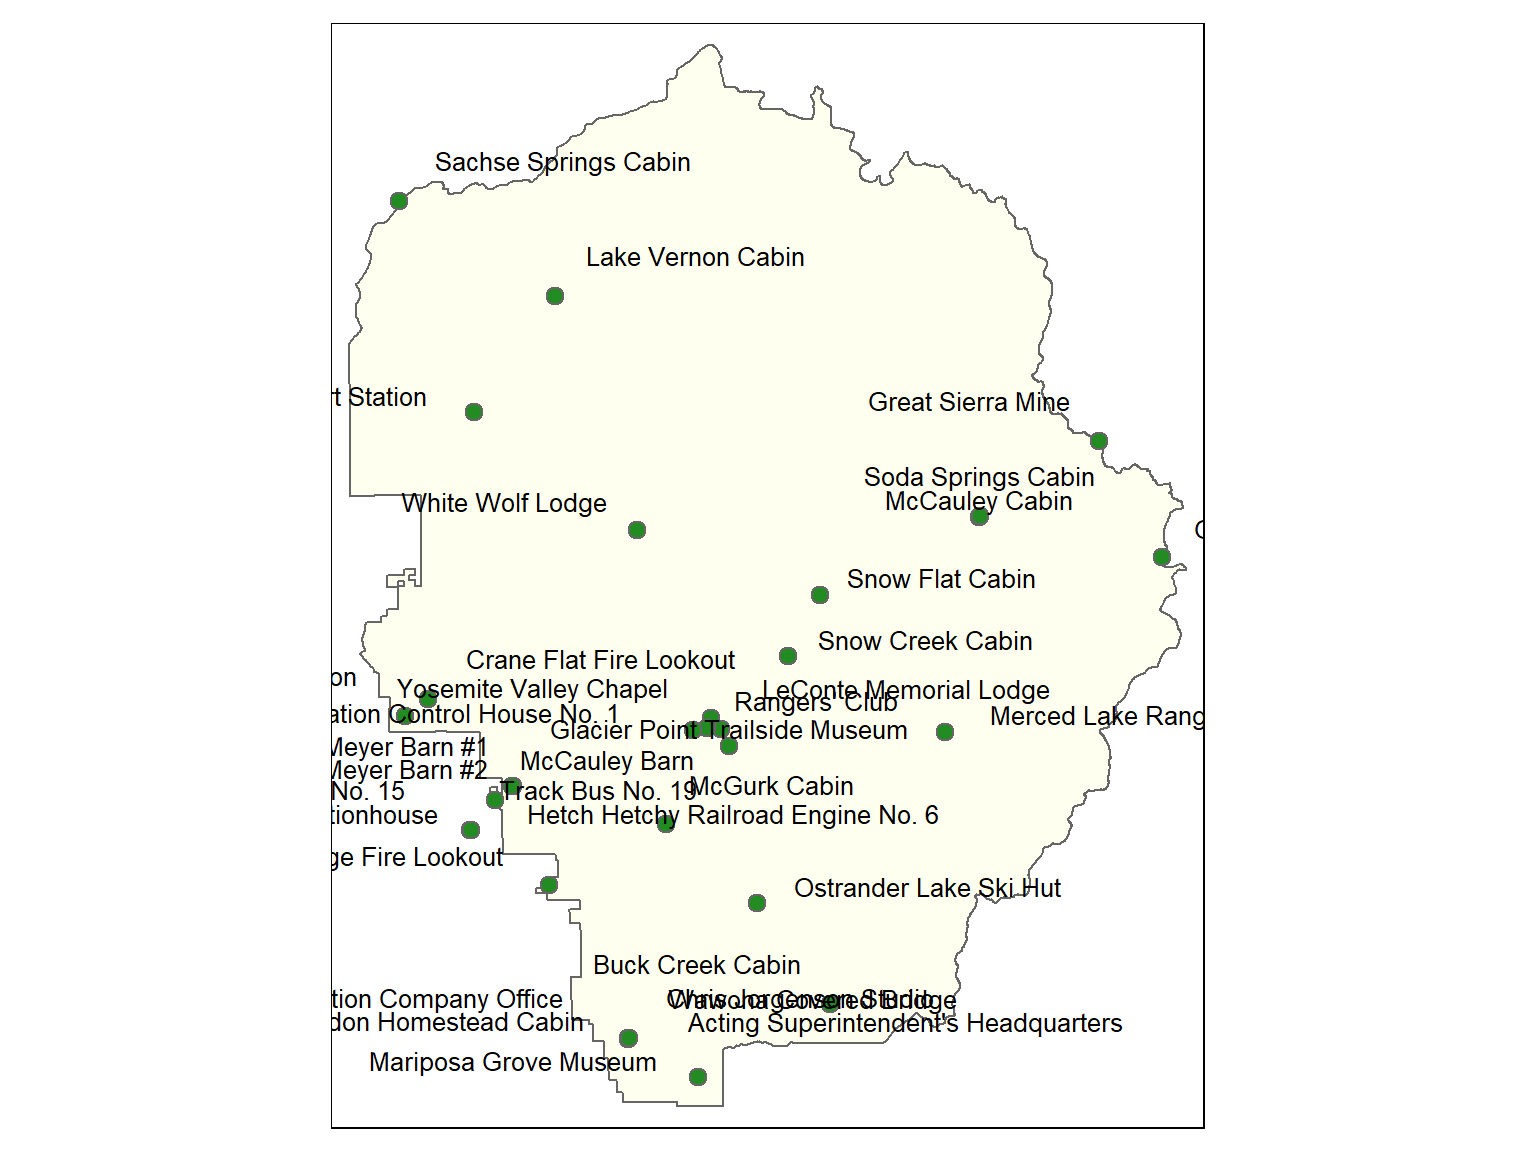 Sachse Springs Cabin
Lake Vernon Cabin
t Station
Great Sierra Mine
Soda Springs Cabin
White Wolf Lodge
McCauley Cabin
Snow Flat Cabin
Snow Creek Cabin
Crane Flat Fire Lookout
on
Yosemite Valley Chapel
LeConte Memorial Lodge
Rangers' Club
ation Control House No. 1
Merced Lake Rang
Glacier Point Trailside Museum
Meyer Barn #1
McCauley Barn
Meyer Barn #2
McGurk Cabin
No. 15
Track Bus No. 19
tionhouse
Hetch Hetchy Railroad Engine No. 6
ge Fire Lookout
Ostrander Lake Ski Hut
Buck Creek Cabin
tion Company Office
Chris Jorgenson Studio
Wawona Covered Bridge
don Homestead Cabin
Acting Superintendent's Headquarters
Mariposa Grove Museum